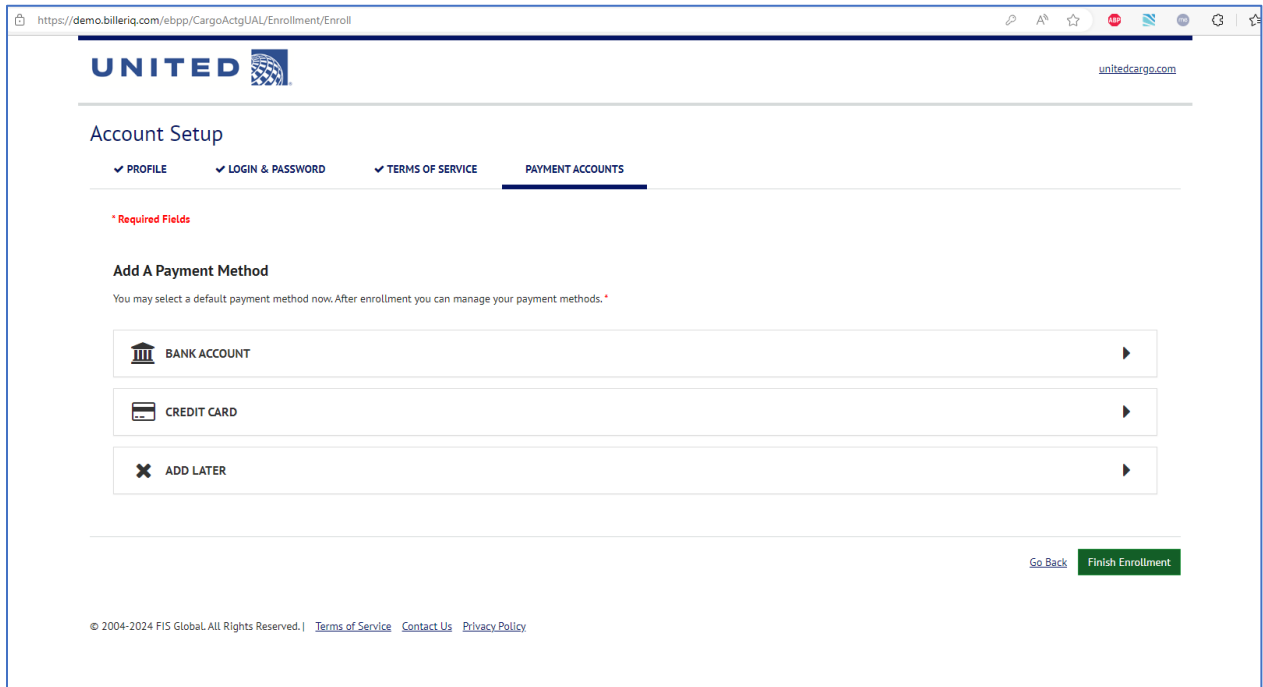 https://demo.billeriq.com/ebpp/CargoActgUAL/Enrollment/Enroll
ABP
UNITED
unitedcargo.com
Account Setup
PROFILE LOGIN & PASSWORD TERMS OF SERVICE PAYMENT ACCOUNTS
* Required Fields
Add A Payment Method
You may select a default payment method now. After enrollment you can manage your payment methods. *
BANK ACCOUNT
CREDIT CARD
ADD LATER
Go Back Finish Enrollment
© 2004-2024 FIS Global. All Rights Reserved. | Terms of Service Contact Us Privacy Policy